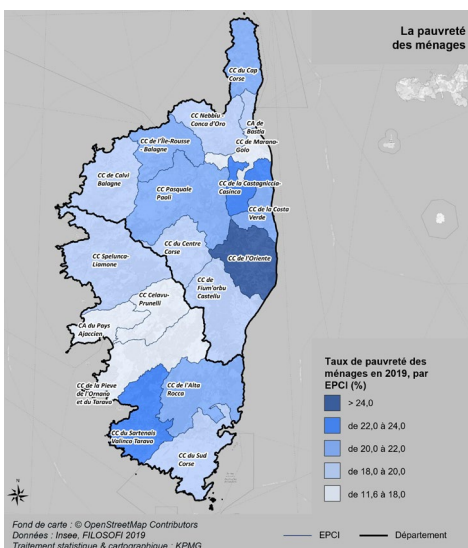 La pauvreté
des ménages
CC du Cap
Corse
CC Nebbiu
Conca d'Oro
CA de
Bastia
CC de Marana-
Golo
CC de l'Île-Rousse
- Balagne
CC de Calvi
Balagne
CC Pasquale
Paoli
CC de la Castagniccia-
Casinca
CC de la Costa
Verde
CC du Centre
Corse
CC de l'Oriente
CC Spelunca-
Liamone
CC de
Fium'orbu
Castellu
CC Celavu-
Prunelli
CA du Pays
Ajaccien
CC de la Pieve
de l'Ornano
et du Taravo
CC de l'Alta
Rocca
CC du Sartenais
Valinco Taravo
CC du Sud
Corse
Taux de pauvreté des
ménages en 2019, par
EPCI (%)
> 24,0
de 22,0 à 24,0
de 20,0 à 22,0
de 18,0 à 20,0
de 11,6 à 18,0
Fond de carte : © OpenStreetMap Contributors
Données : Insee, FILOSOFI 2019
Traitement statistique & cartographique : KPMG
EPCI
Département